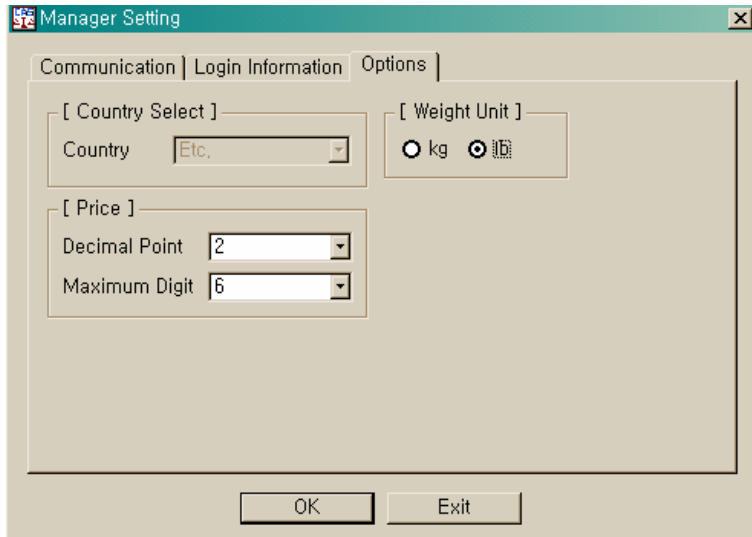 Manager Setting
Communication Login Information Options
[ Country Select ]
Country Etc,
[ Weight Unit ]
kg lb
[ Price ]
Decimal Point 2
Maximum Digit 6
OK Exit